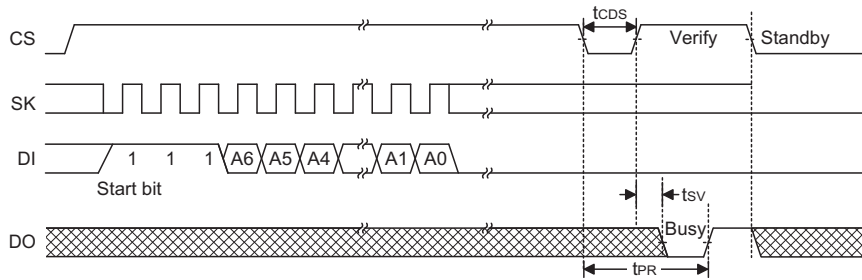 tCDS
CS Verify Standby
SK
DI 1 1 1 A6 A5 A4 A1 A0
Start bit
tSV
DO Busy
tPR